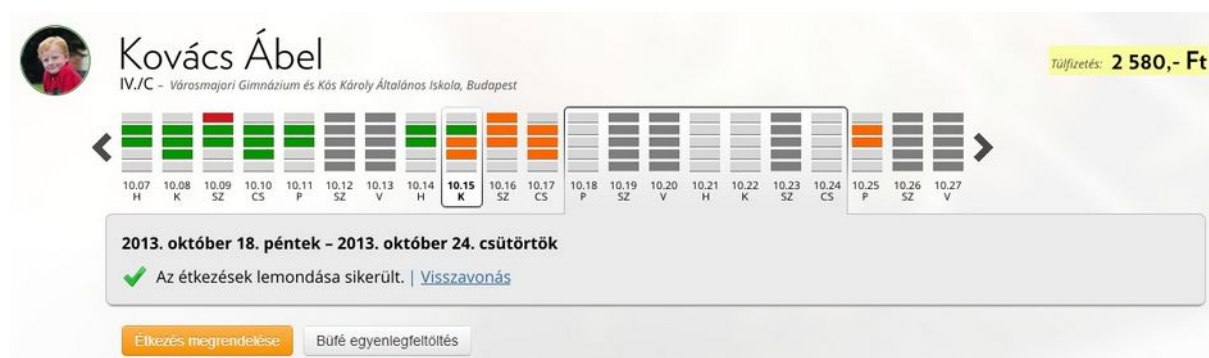 Kovács Ábel
IV./C – Városmajori Gimnázium és Kós Károly Általános Iskola, Budapest
Túlfizetés: 2 580,- Ft
10.07 10.08 10.09 10.10 10.11 10.12 10.13 10.14 10.15 10.16 10.17 10.18 10.19 10.20 10.21 10.22 10.23 10.24 10.25 10.26 10.27
H K SZ CS P SZ V H K SZ CS P SZ V H K SZ CS P SZ V
2013. október 18. péntek – 2013. október 24. csütörtök
Az étkezések lemondása sikerült. | Visszavonás
Étkezés megrendelése Büfé egyenlegfeltöltés